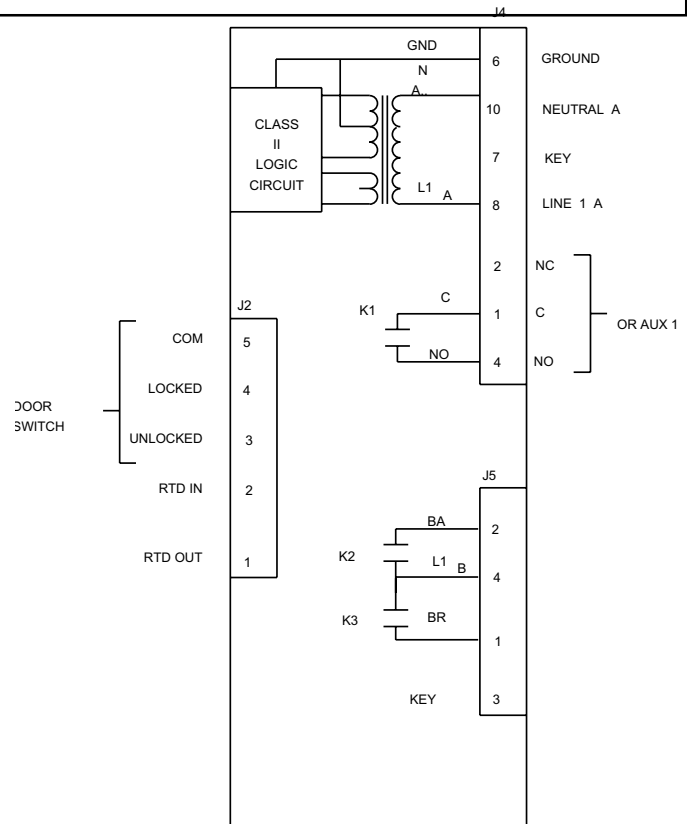 J4
GND
6 GROUND
N
A..
10 NEUTRAL A
CLASS
II
LOGIC
CIRCUIT
7 KEY
L1
A
8 LINE 1 A
2 NC
J2
K1
C
1 C
OR AUX 1
COM 5
NO
4 NO
LOCKED 4
DOOR
SWITCH
UNLOCKED 3
J5
RTD IN 2
BA
2
K2
L1
B
RTD OUT 1
4
K3
BR
1
KEY 3